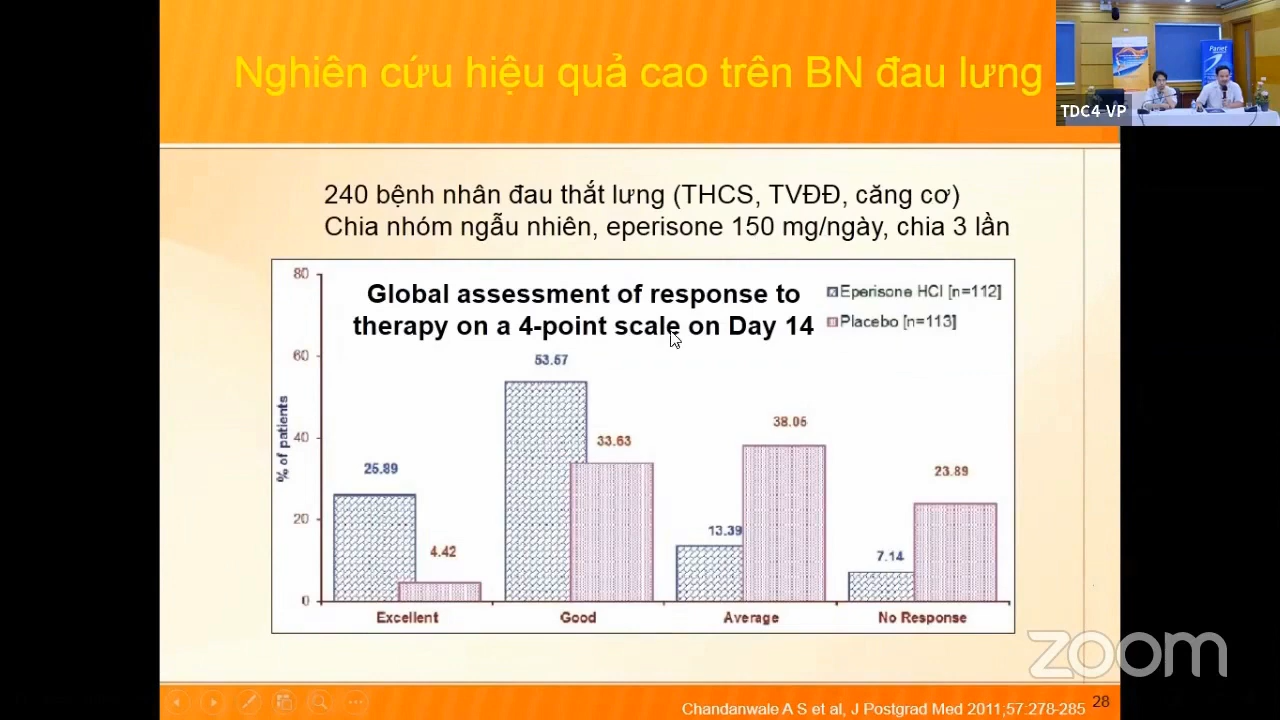 Nghiên cứu hiệu quả cao trên BN đau lưng
TDC4 VP
240 bệnh nhân đau thắt lưng (THCS, TVĐĐ, căng cơ)
Chia nhóm ngẫu nhiên, eperisone 150 mg/ngày, chia 3 lần
Global assessment of response to
therapy on a 4-point scale on Day 14
Eperisone HCl [n=112]
Placebo [n=113]
% of patients
80
60
40
20
0
25.89
4.42
53.57
33.63
13.39
38.05
7.14
23.89
Excellent
Good
Average
No Response
zoom
Chandanwale A S et al, J Postgrad Med 2011;57:278-285
28